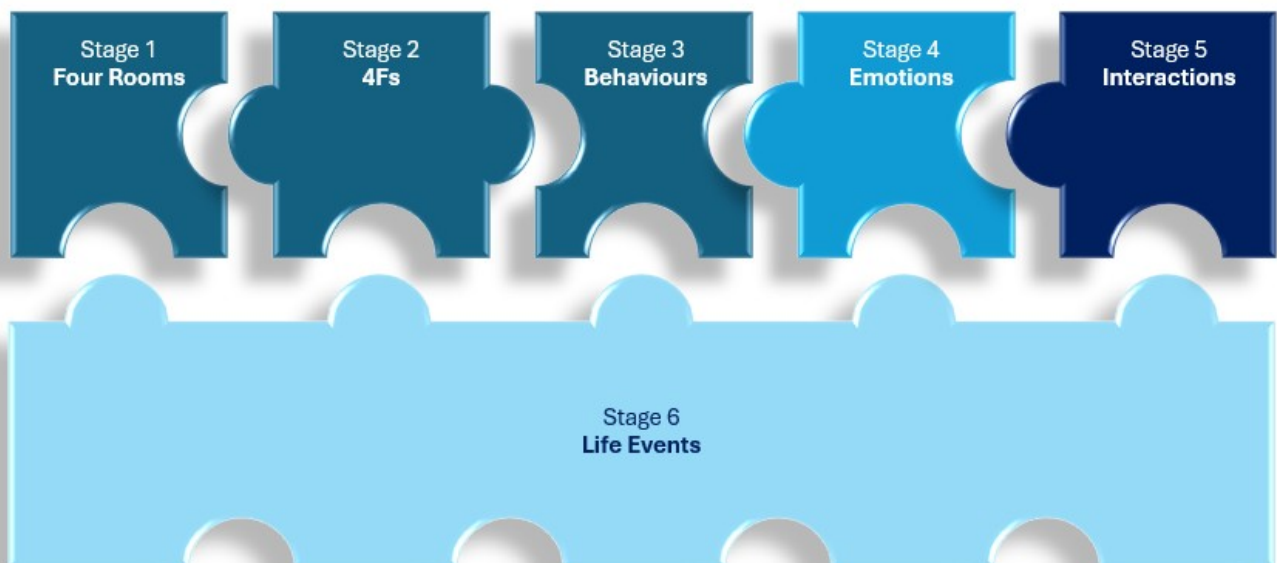 Stage 1
Four Rooms
Stage 2
4Fs
Stage 3
Behaviours
Stage 4
Emotions
Stage 5
Interactions
Stage 6
Life Events